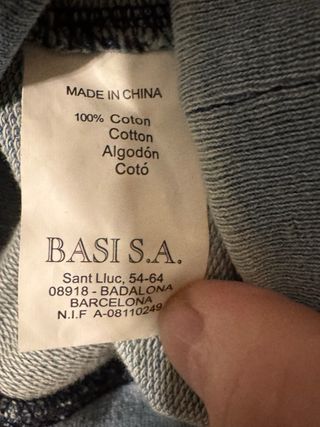 MADE IN CHINA
100% Coton
Cotton
Algodón
Cotó
BASI S.A.
Sant Lluc, 54-64
08918 - BADALONA
BARCELONA
N.I.F A-08110249